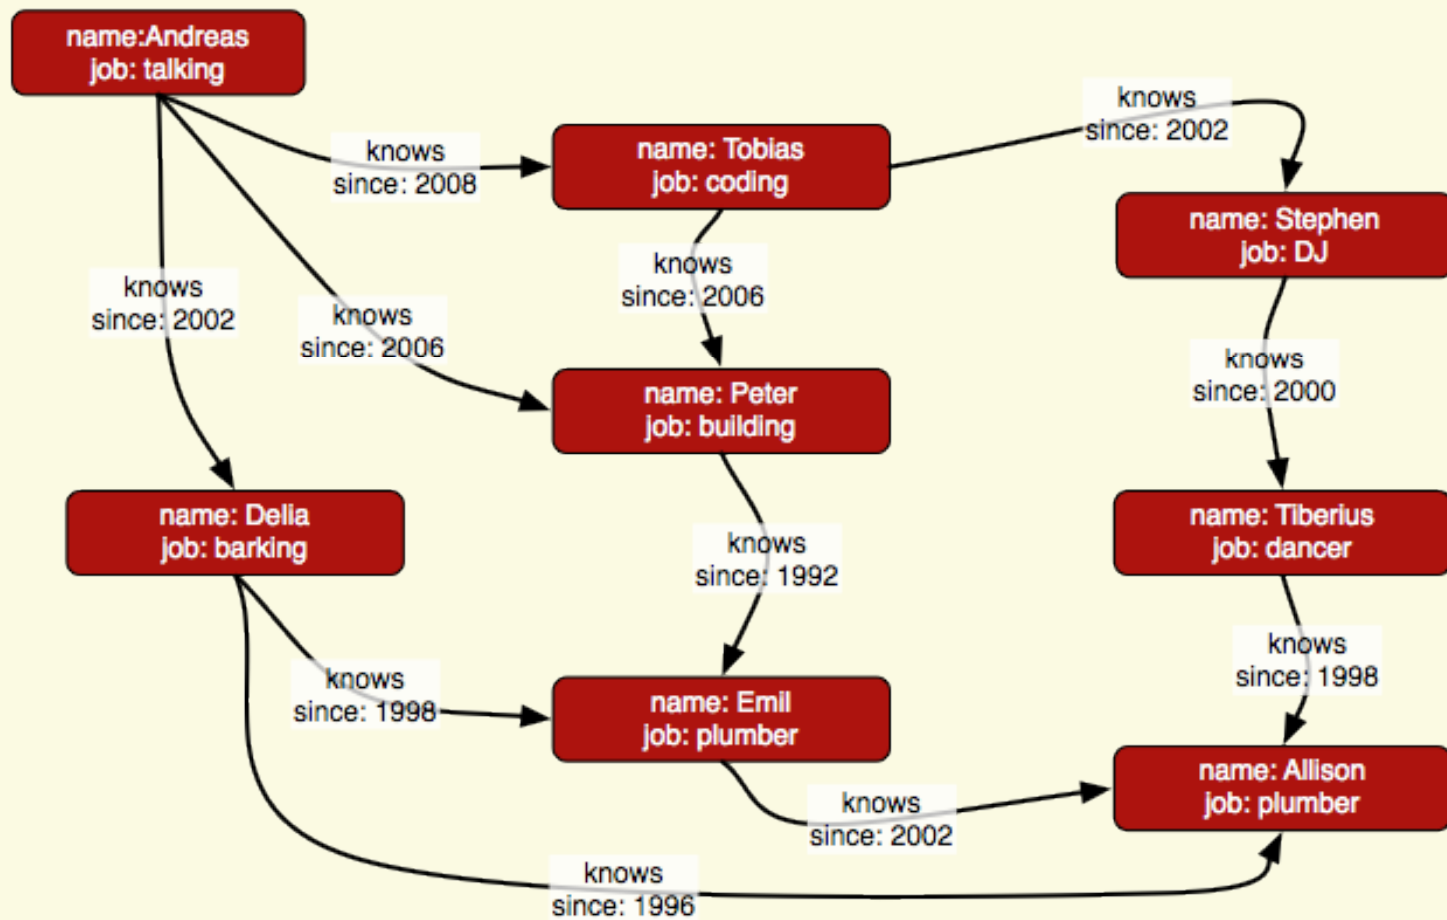 name:Andreas
job: talking
knows
since: 2008
name: Tobias
job: coding
knows
since: 2002
name: Stephen
job: DJ
knows
since: 2002
knows
since: 2006
knows
since: 2006
knows
since: 2000
name: Peter
job: building
name: Delia
job: barking
knows
since: 1992
name: Tiberius
job: dancer
knows
since: 1998
name: Emil
job: plumber
knows
since: 1998
knows
since: 2002
name: Allison
job: plumber
knows
since: 1996